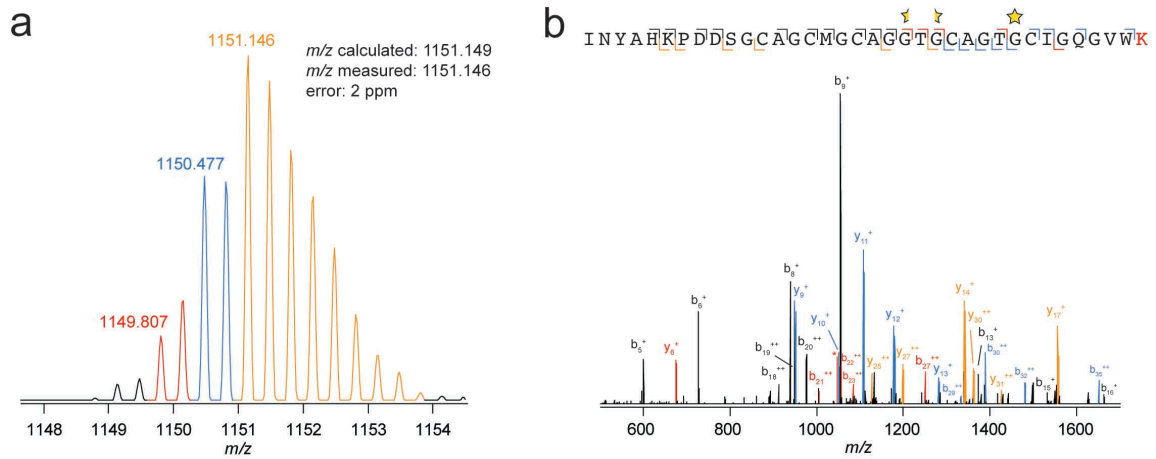 a
1151.146
m/z calculated: 1151.149
m/z measured: 1151.146
error: 2 ppm
1150.477
1149.807
1148 1149 1150 1151 1152 1153 1154
m/z
b
INYAHKPDDSGCAGCMGCAGGTGCAGTGCIGQGVWK
b₉⁺
y₁₁⁺
b₈⁺
y₉⁺
y₁₄⁺
b₆⁺
y₁₀⁺
y₁₂⁺
y₃₀⁺⁺
b₁₃⁺
y₁₇⁺
b₅⁺
y₆⁺
b₁₉⁺⁺
b₂₀⁺⁺
*
b₂₂⁺⁺
y₂₅⁺⁺
y₂₇⁺⁺
b₂₇⁺⁺
b₃₀⁺⁺
b₁₈⁺⁺
b₂₁⁺⁺
b₂₃⁺⁺
y₁₃⁺
b₂₉⁺⁺
y₃₁⁺⁺
b₃₂⁺⁺
b₁₅⁺
b₃₅⁺⁺
b₁₆⁺
600 800 1000 1200 1400 1600
m/z